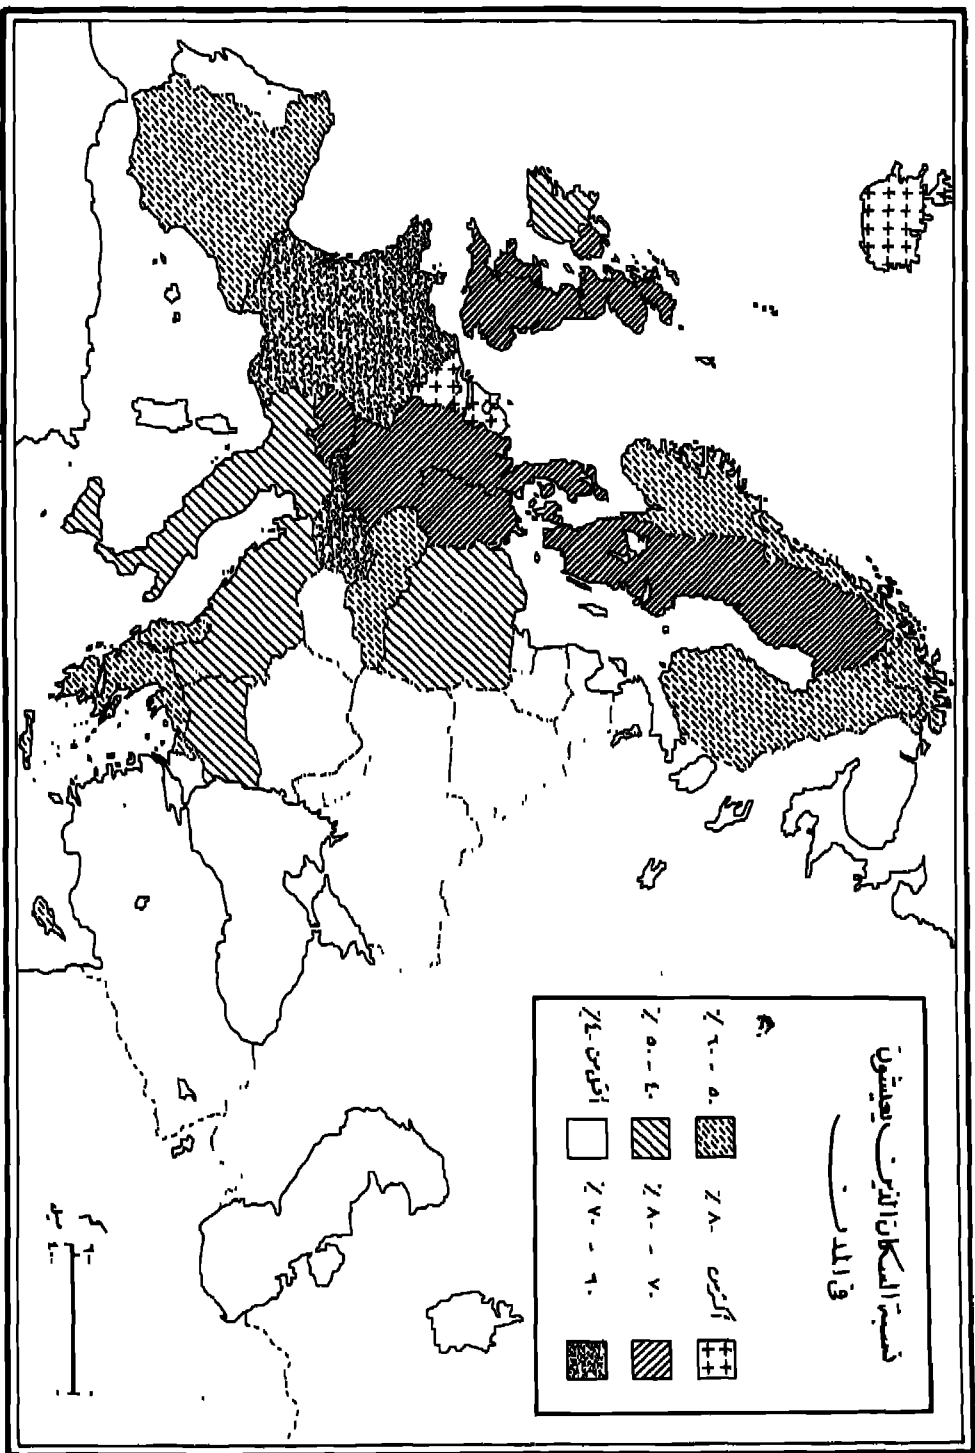 نسبة السكان الذين يعيشون
في المدن
أكثر من ٨٠ ٪
٥٠ - ٦٠ ٪
٧٠ - ٨٠ ٪
٤٠ - ٥٠ ٪
٦٠ - ٧٠ ٪
أقل من ٤٠ ٪